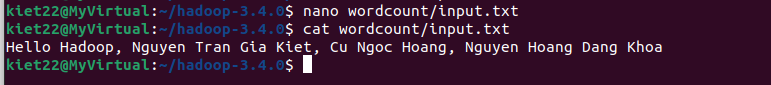 kiet22@MyVirtual:~/hadoop-3.4.0$ nano wordcount/input.txt
kiet22@MyVirtual:~/hadoop-3.4.0$ cat wordcount/input.txt
Hello Hadoop, Nguyen Tran Gia Kiet, Cu Ngoc Hoang, Nguyen Hoang Dang Khoa
kiet22@MyVirtual:~/hadoop-3.4.0$